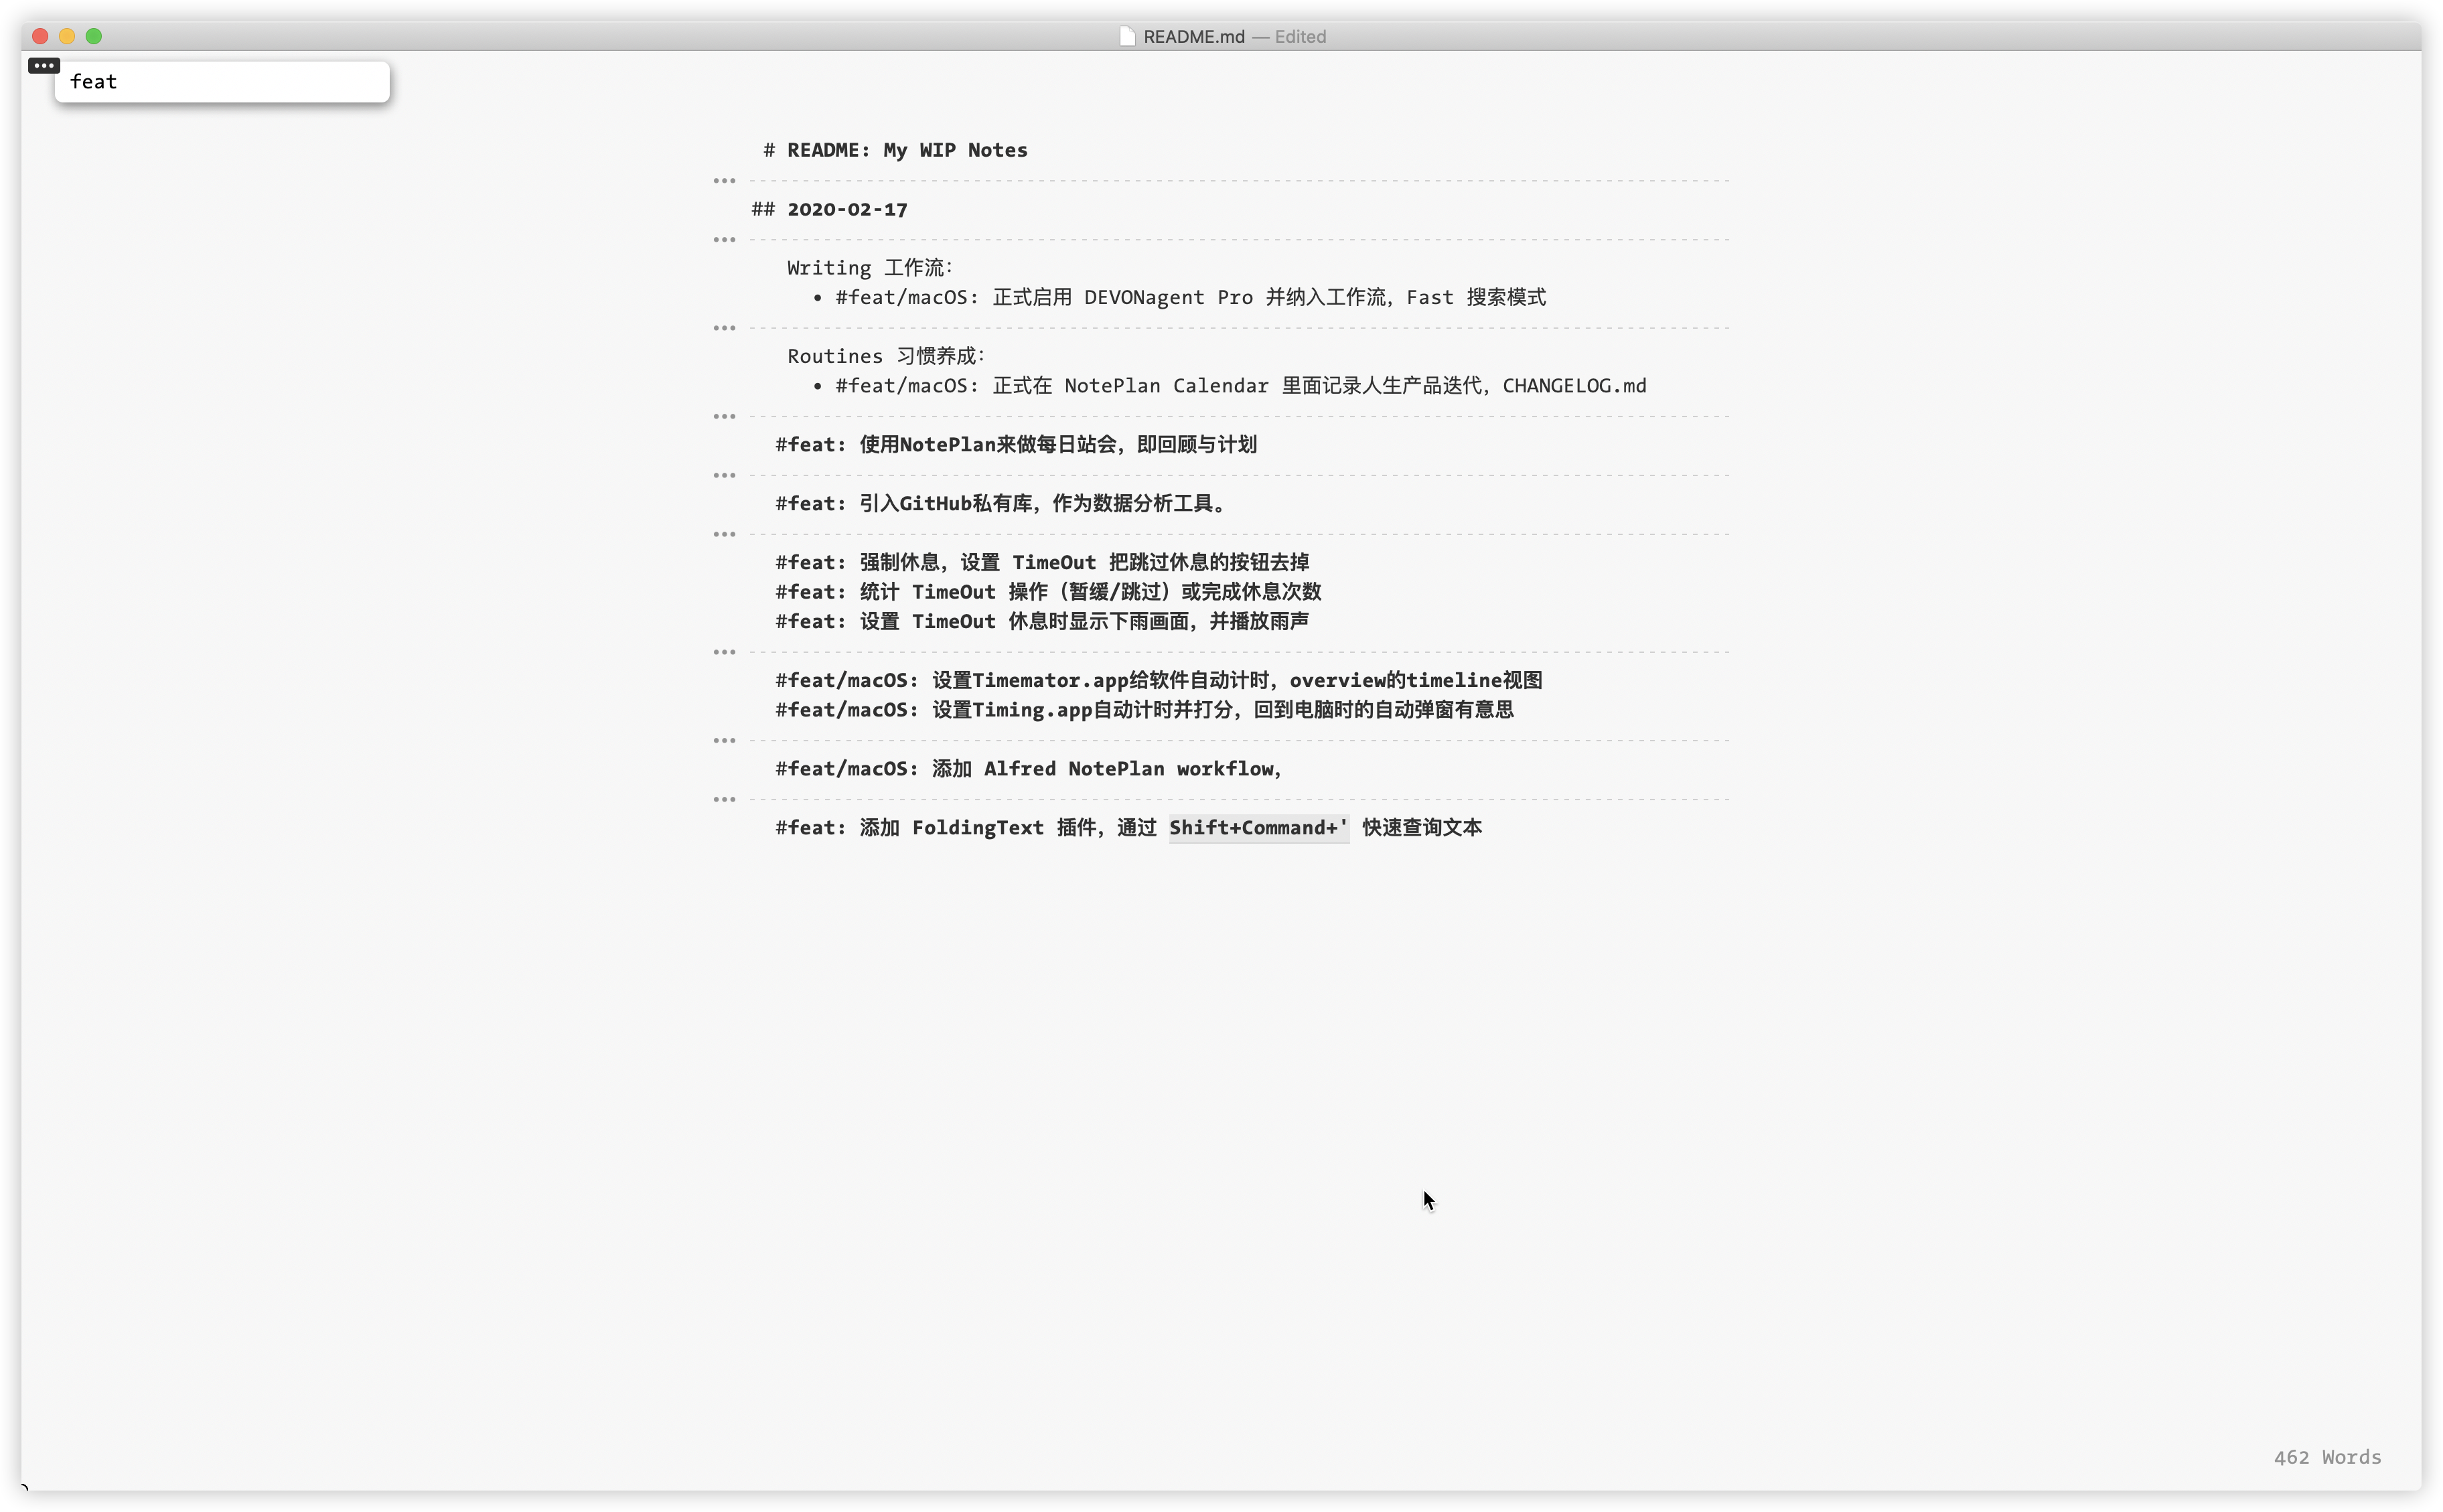 README.md — Edited
feat
# README: My WIP Notes
## 2020-02-17
Writing 工作流：
• #feat/macOS: 正式启用 DEVONagent Pro 并纳入工作流，Fast 搜索模式
Routines 习惯养成：
• #feat/macOS: 正式在 NotePlan Calendar 里面记录人生产品迭代，CHANGELOG.md
#feat: 使用NotePlan来做每日站会，即回顾与计划
#feat: 引入GitHub私有库，作为数据分析工具。
#feat: 强制休息，设置 TimeOut 把跳过休息的按钮去掉
#feat: 统计 TimeOut 操作（暂缓/跳过）或完成休息次数
#feat: 设置 TimeOut 休息时显示下雨画面，并播放雨声
#feat/macOS: 设置Timemator.app给软件自动计时，overview的timeline视图
#feat/macOS: 设置Timing.app自动计时并打分，回到电脑时的自动弹窗有意思
#feat/macOS: 添加 Alfred NotePlan workflow，
#feat: 添加 FoldingText 插件，通过 Shift+Command+' 快速查询文本
462 Words